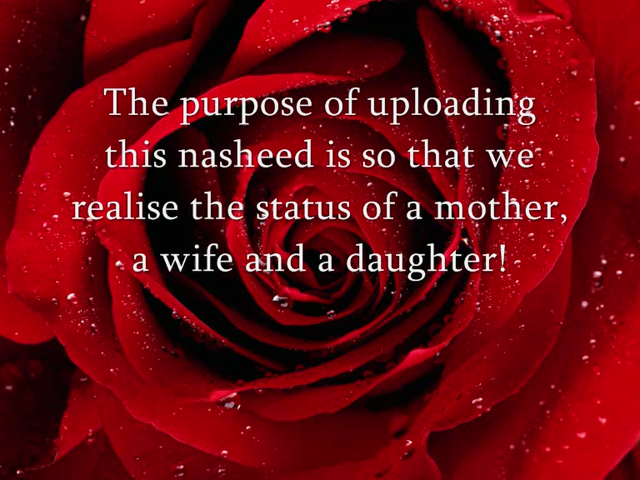 The purpose of uploading
this nasheed is so that we
realise the status of a mother,
a wife and a daughter!